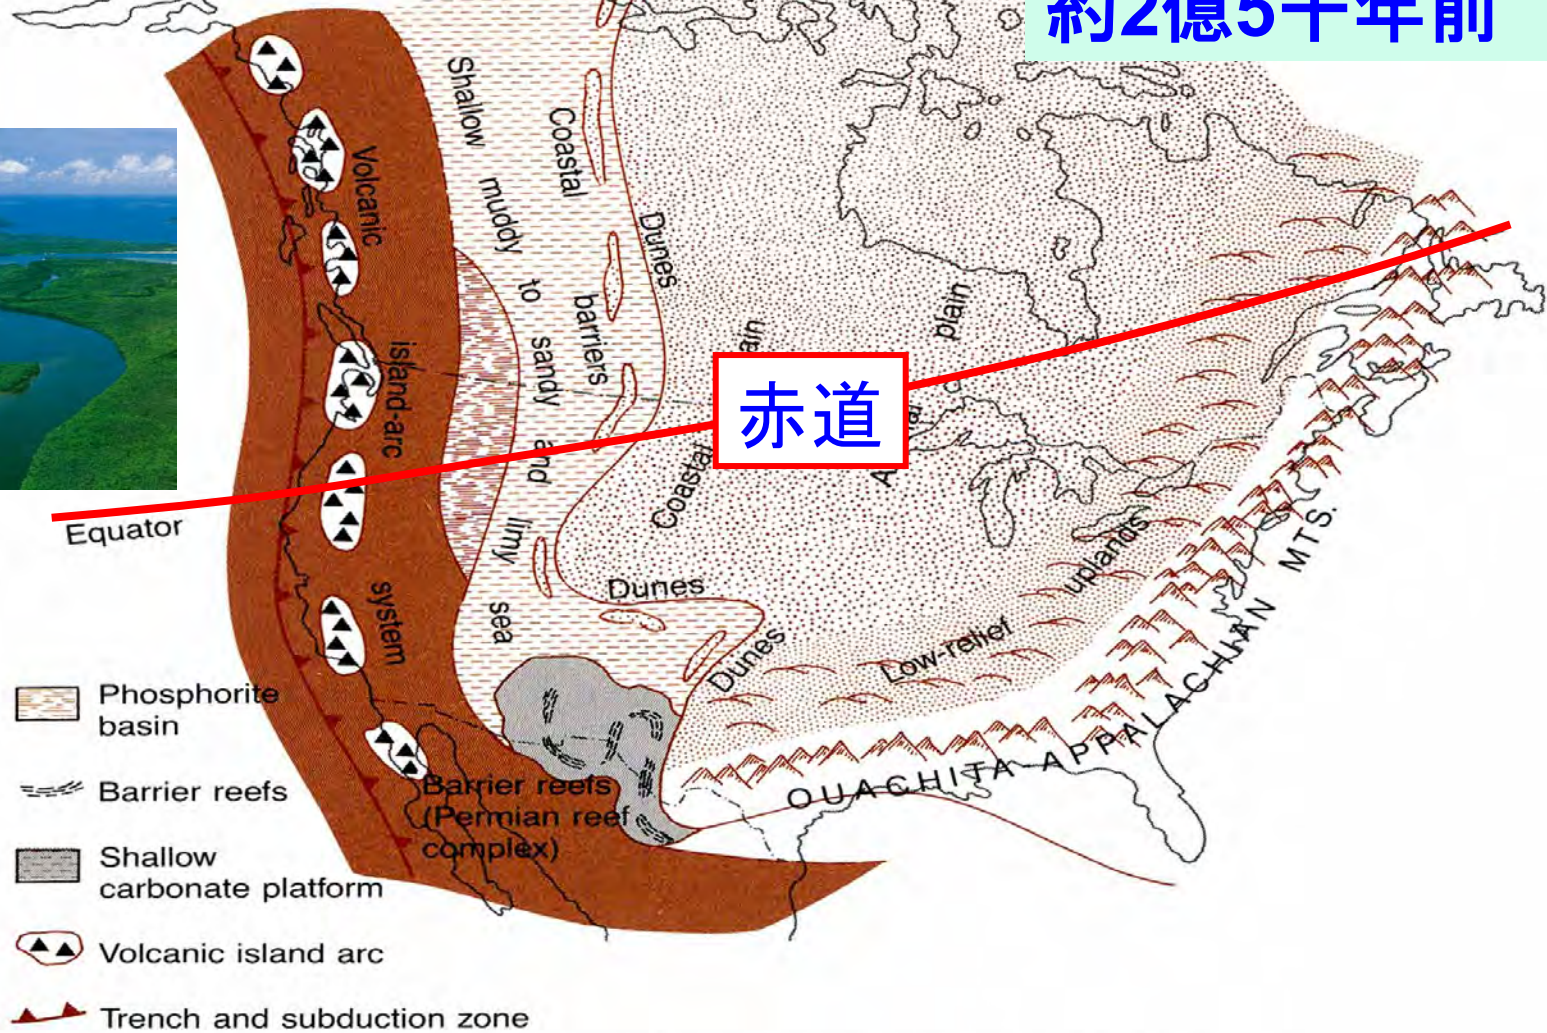 約2億5千年前
Shallow
muddy
to
sandy
and
limy
sea
Coastal
barriers
Dunes
Volcanic
island-arc
system
赤道
Coastal
plain
Equator
Dunes
Dunes
Low-relief
uplands
OUACHITA-APPALACHIAN MTS.
Barrier reefs
(Permian reef
complex)
Phosphorite
basin
Barrier reefs
Shallow
carbonate platform
Volcanic island arc
Trench and subduction zone